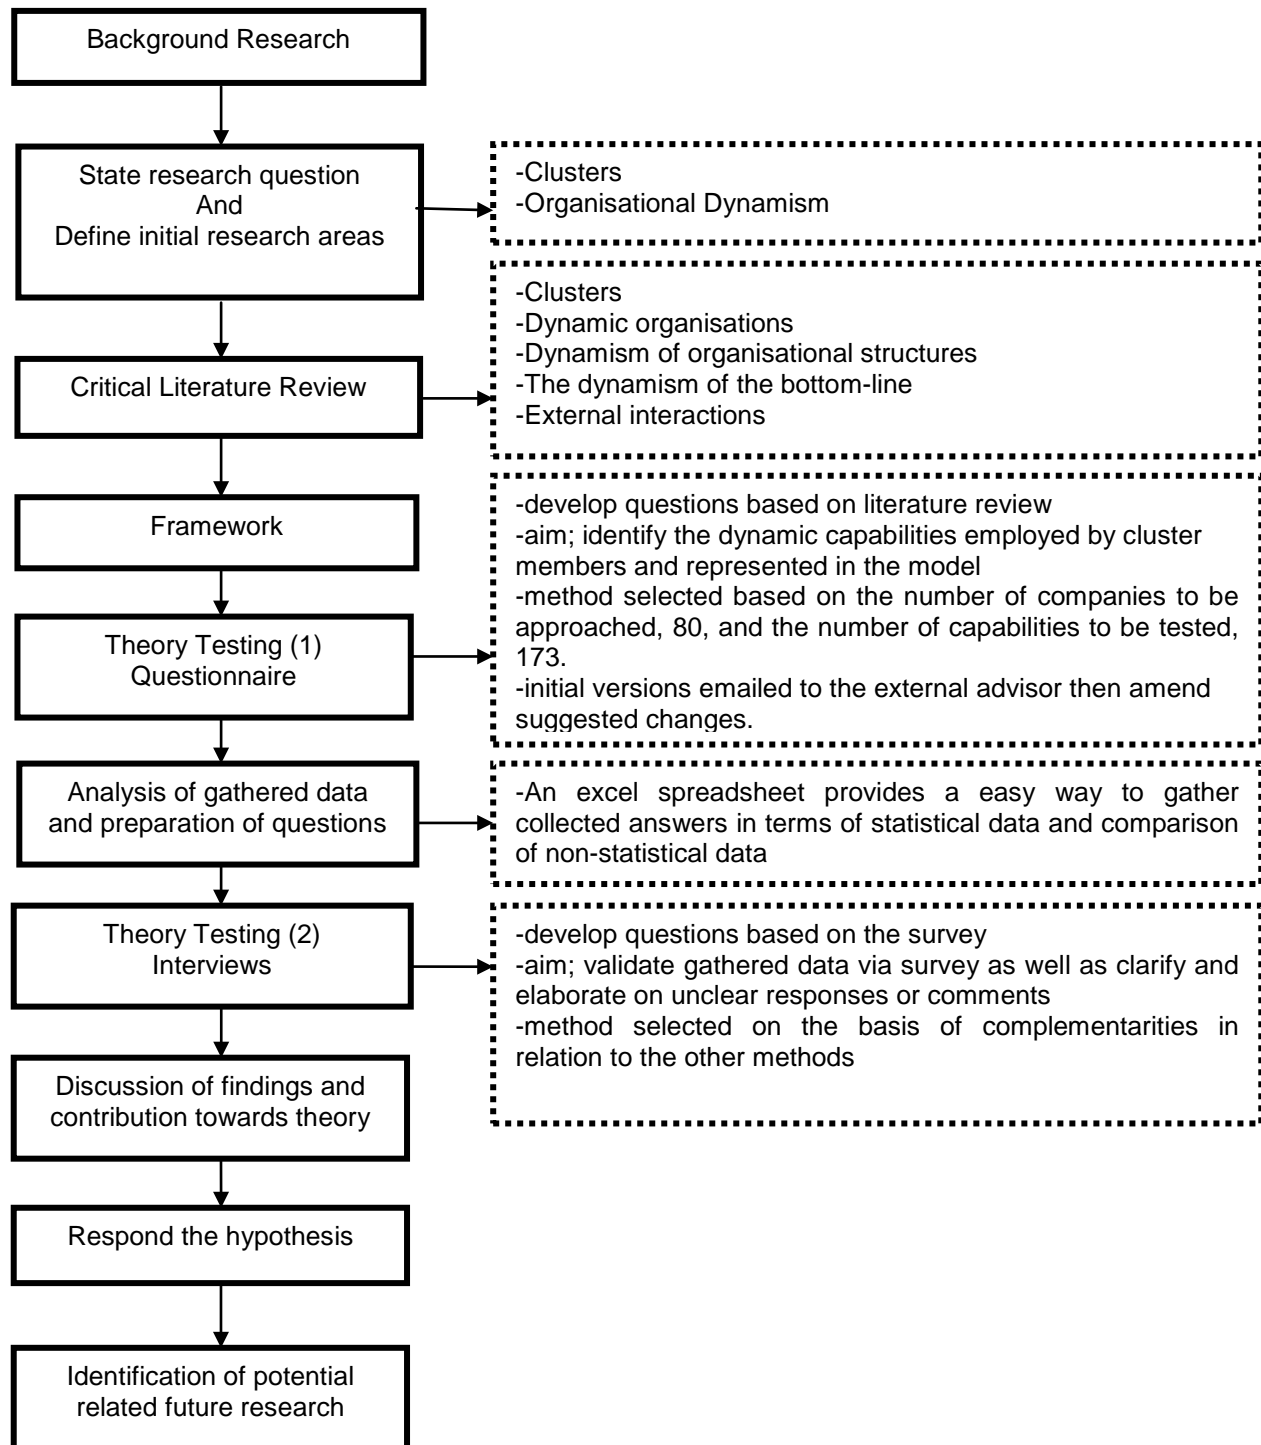 Background Research
State research question
And
Define initial research areas
-Clusters
-Organisational Dynamism
Critical Literature Review
-Clusters
-Dynamic organisations
-Dynamism of organisational structures
-The dynamism of the bottom-line
-External interactions
Framework
Theory Testing (1)
Questionnaire
-develop questions based on literature review
-aim; identify the dynamic capabilities employed by cluster
members and represented in the model
-method selected based on the number of companies to be
approached, 80, and the number of capabilities to be tested,
173.
-initial versions emailed to the external advisor then amend
suggested changes.
Analysis of gathered data
and preparation of questions
-An excel spreadsheet provides a easy way to gather
collected answers in terms of statistical data and comparison
of non-statistical data
Theory Testing (2)
Interviews
-develop questions based on the survey
-aim; validate gathered data via survey as well as clarify and
elaborate on unclear responses or comments
-method selected on the basis of complementarities in
relation to the other methods
Discussion of findings and
contribution towards theory
Respond the hypothesis
Identification of potential
related future research